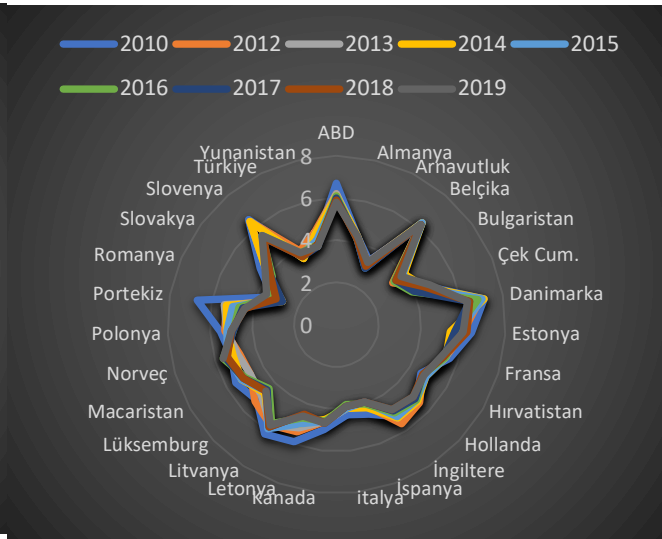 2010 2012 2013 2014 2015
2016 2017 2018 2019
ABD
Almanya
Arnavutluk
Belçika
Bulgaristan
Çek Cum.
Danimarka
Estonya
Fransa
Hırvatistan
Hollanda
İngiltere
İspanya
italya
Kanada
Letonya
Litvanya
Lüksemburg
Macaristan
Norveç
Polonya
Portekiz
Romanya
Slovakya
Slovenya
Türkiye
Yunanistan
8
6
4
2
0